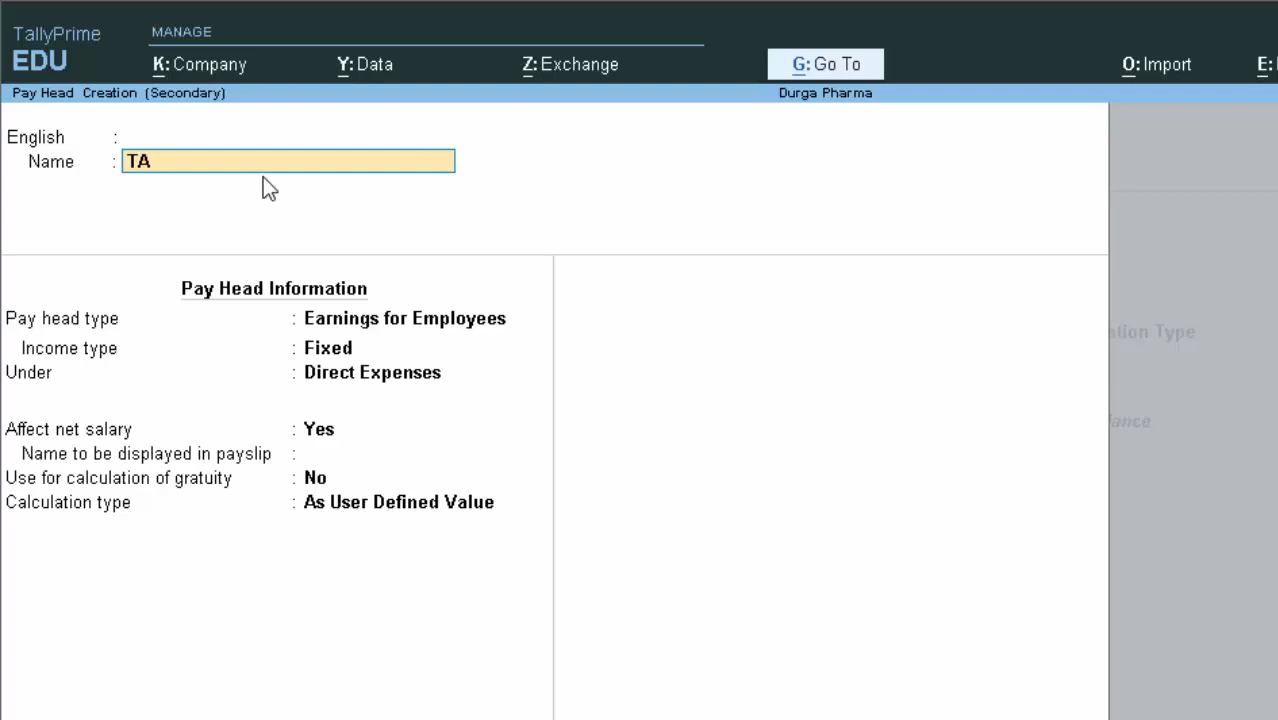 TallyPrime
EDU
MANAGE
K: Company
Y: Data
Z: Exchange
G: Go To
O: Import
E:
Pay Head Creation (Secondary)
Durga Pharma
English :
Name : TA
Pay Head Information
Pay head type : Earnings for Employees
Income type : Fixed
Under : Direct Expenses
Affect net salary : Yes
Name to be displayed in payslip :
Use for calculation of gratuity : No
Calculation type : As User Defined Value
Type